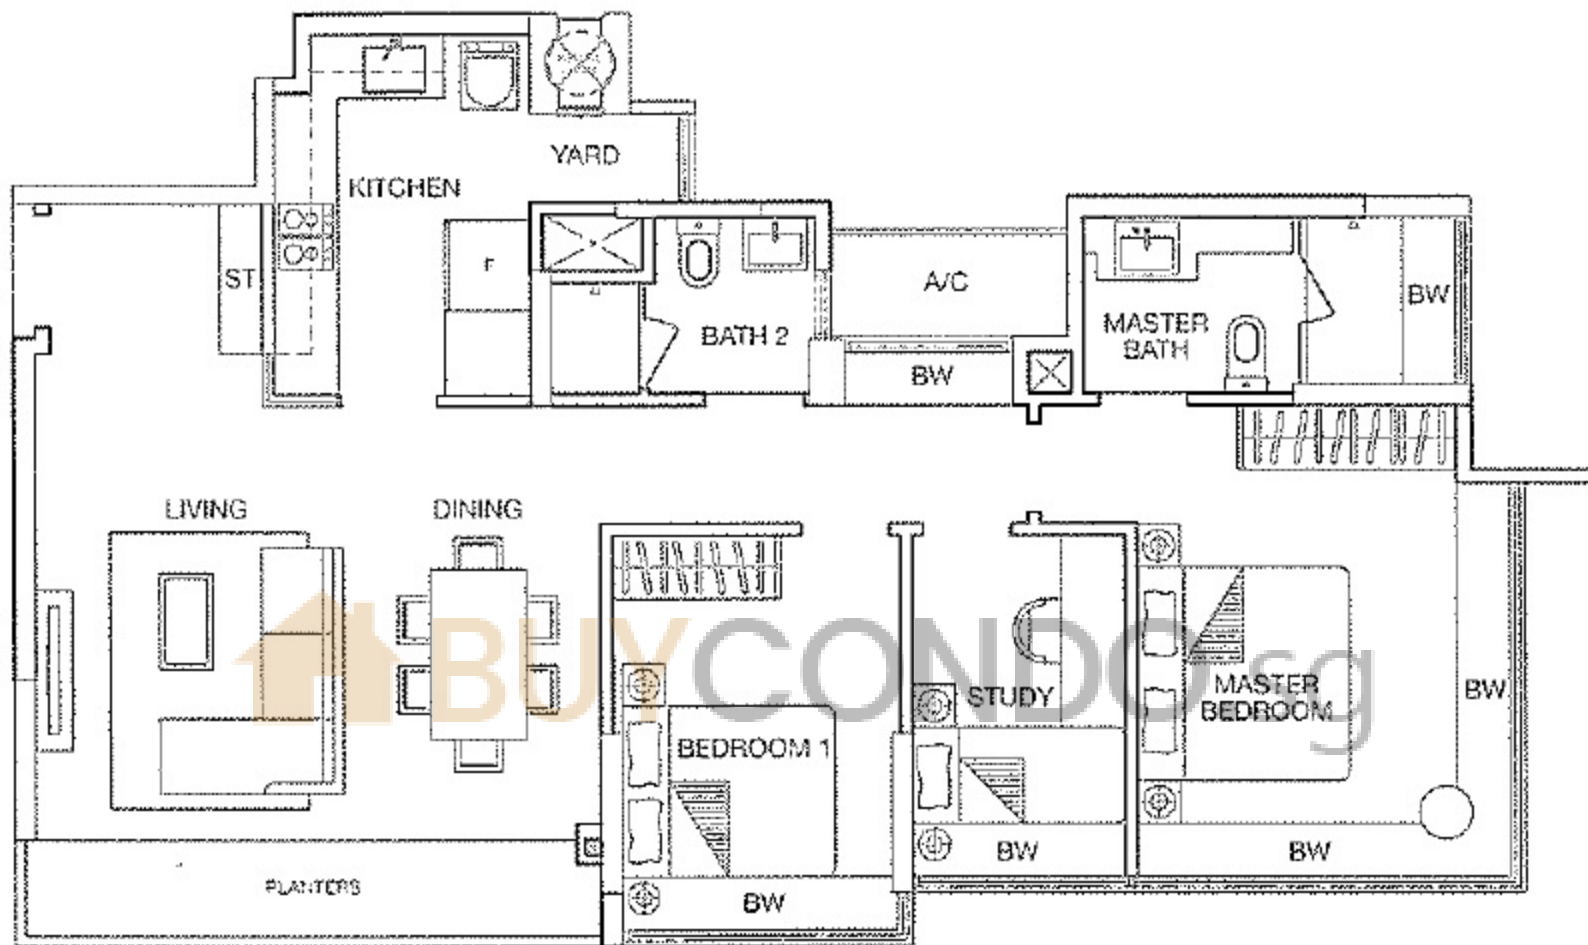 YARD
KITCHEN
ST
F
BATH 2
A/C
BW
MASTER
BATH
BW
LIVING
DINING
BUYCONDO.sg
BEDROOM 1
STUDY
MASTER
BEDROOM
BW
BW
BW
BW
PLANTERS